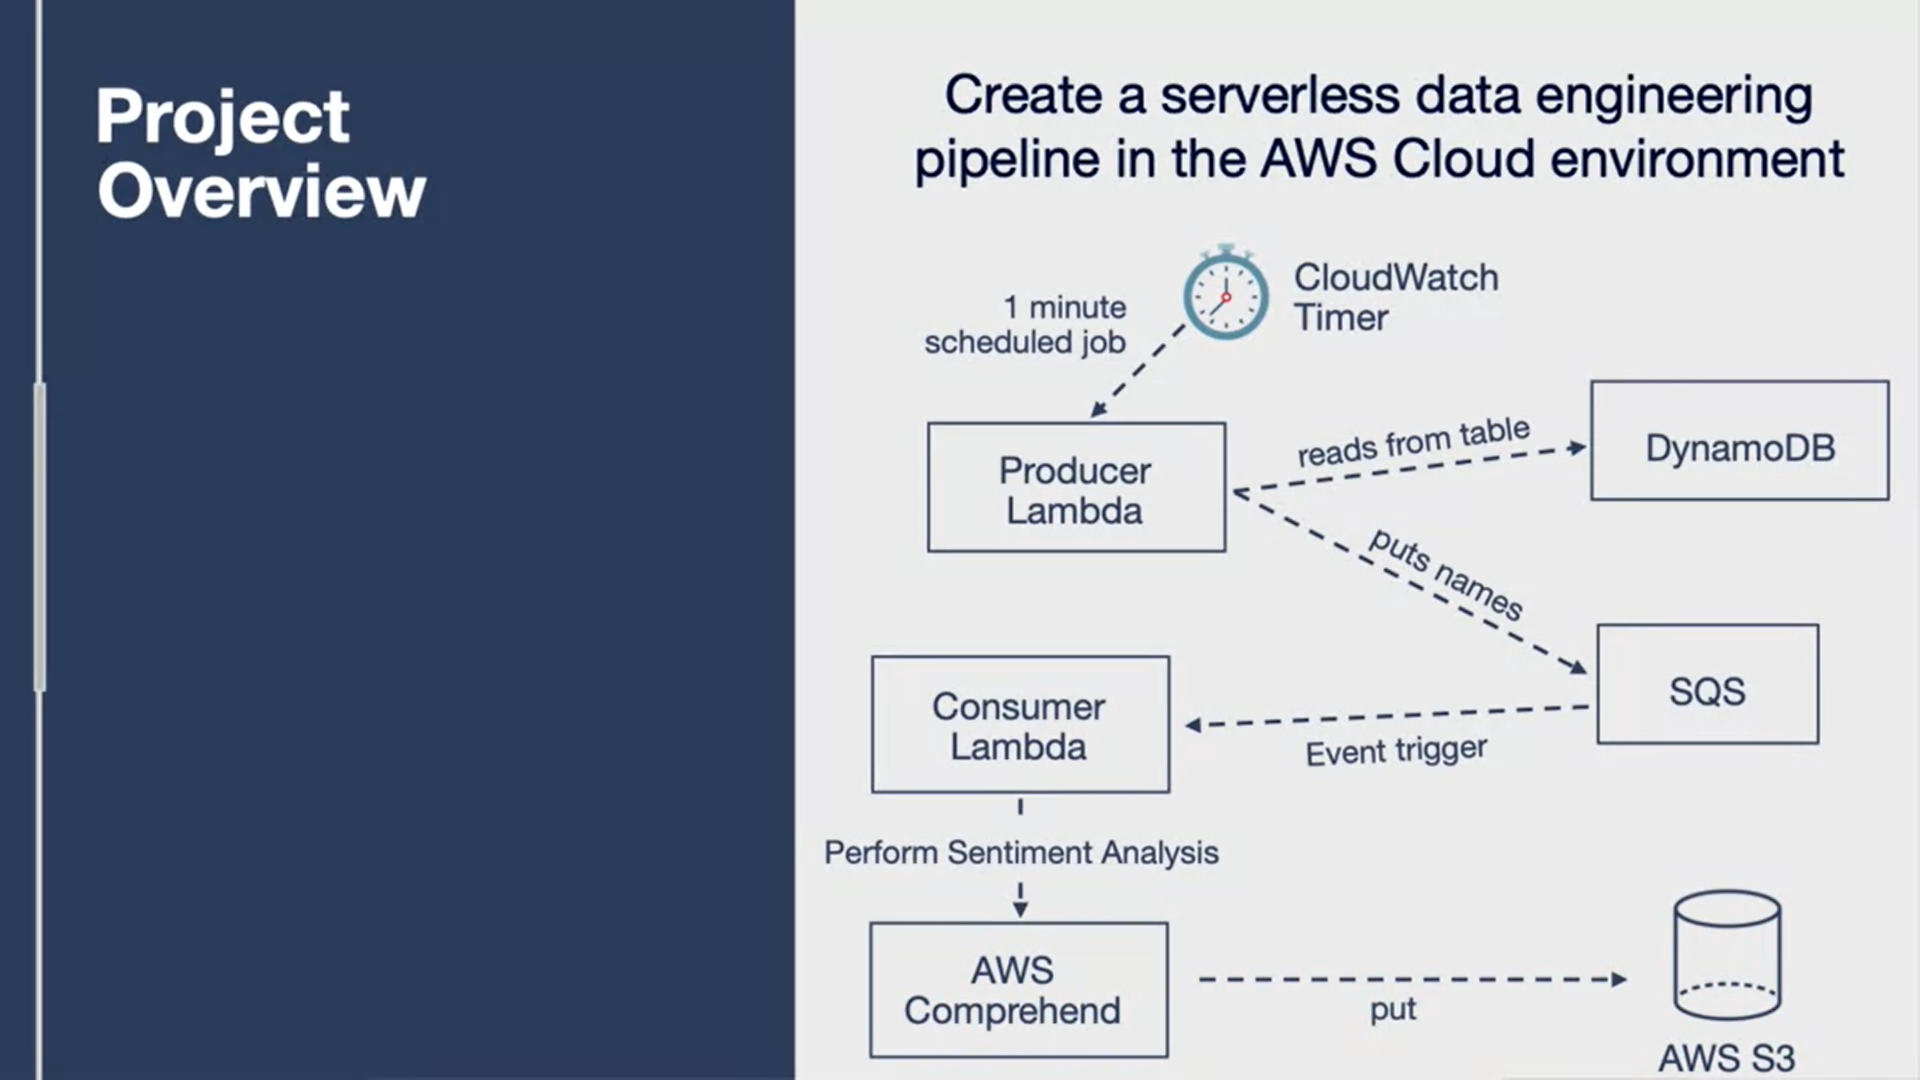 Project
Overview
Create a serverless data engineering
pipeline in the AWS Cloud environment
CloudWatch
Timer
1 minute
scheduled job
Producer
Lambda
reads from table
DynamoDB
puts names
SQS
Consumer
Lambda
Event trigger
Perform Sentiment Analysis
AWS
Comprehend
put
AWS S3